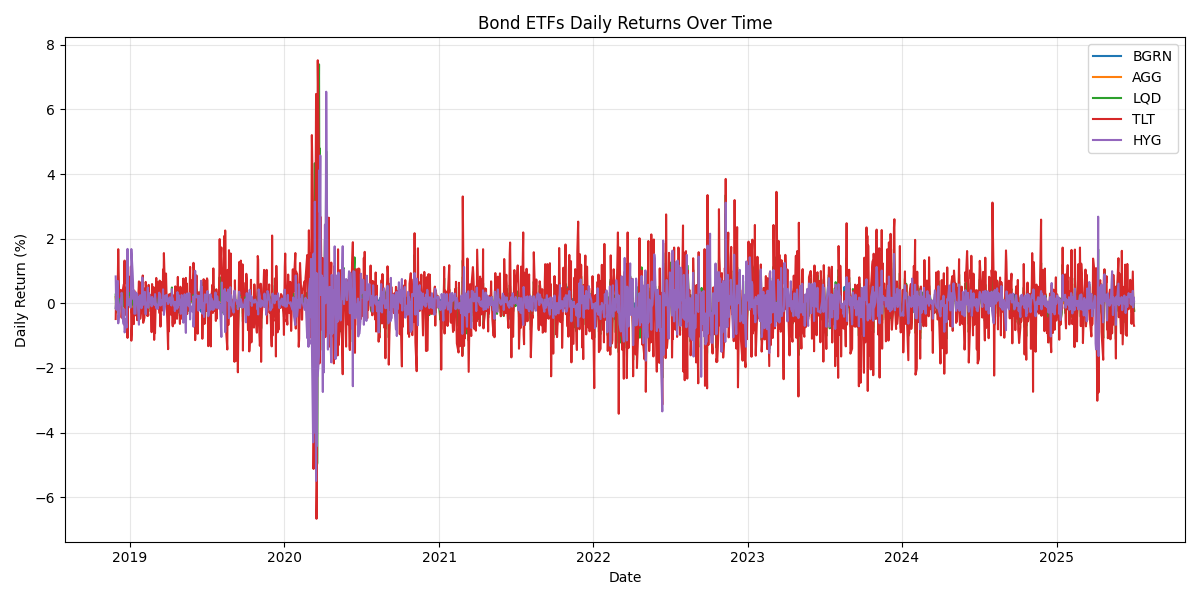 Bond ETFs Daily Returns Over Time
Daily Return (%)
8
6
4
2
0
−2
−4
−6
2019
2020
2021
2022
2023
2024
2025
Date
BGRN
AGG
LQD
TLT
HYG